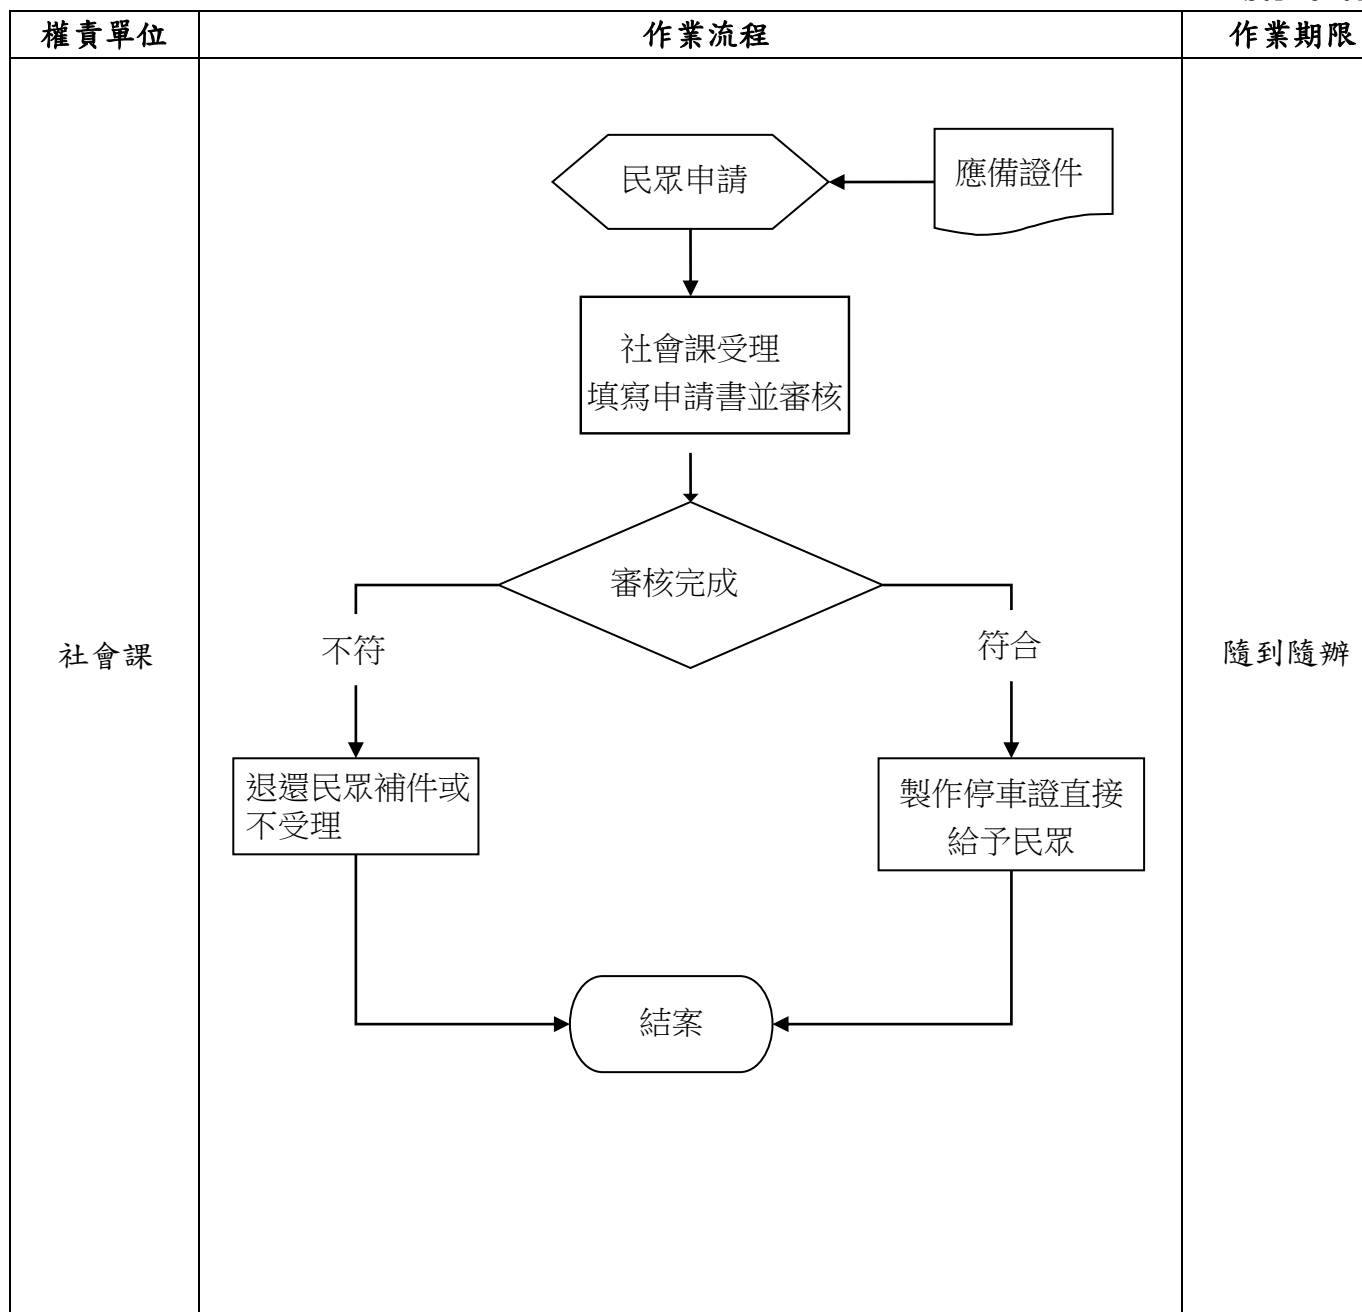 權責單位
作業流程
作業期限
民眾申請
應備證件
社會課受理
填寫申請書並審核
審核完成
不符
符合
社會課
隨到隨辦
退還民眾補件或
不受理
製作停車證直接
給予民眾
結案